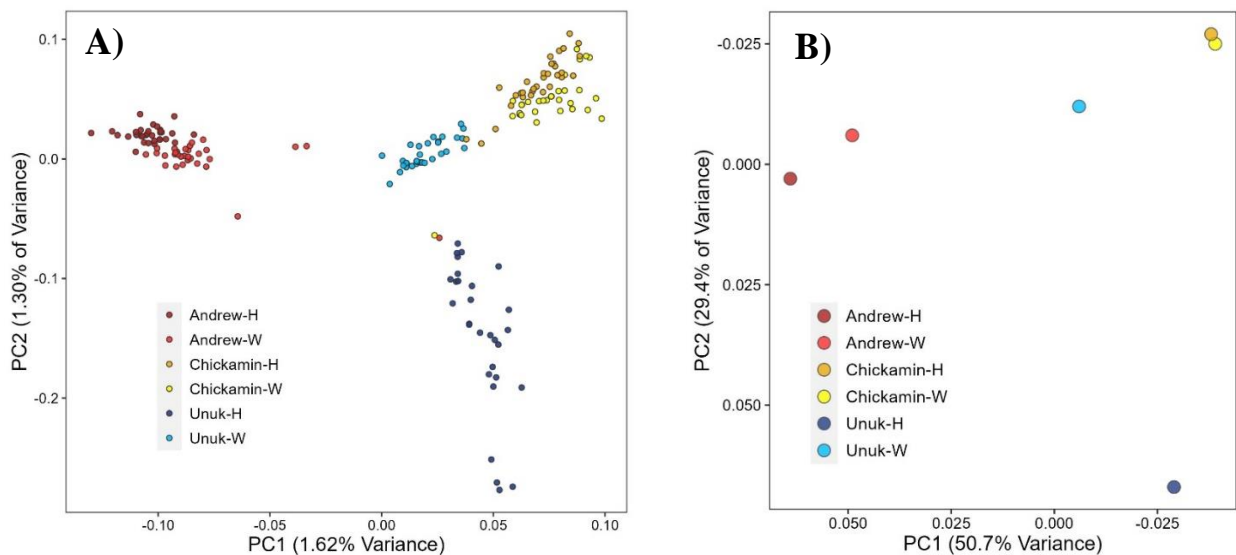 A)
0.10
0.0
-0.1
-0.2
PC2 (1.30% of Variance)
Andrew-H
Andrew-W
Chickamin-H
Chickamin-W
Unuk-H
Unuk-W
-0.10
-0.05
0.00
0.05
0.10
PC1 (1.62% Variance)
B)
-0.025
0.000
0.025
0.050
PC2 (29.4% of Variance)
Andrew-H
Andrew-W
Chickamin-H
Chickamin-W
Unuk-H
Unuk-W
0.050
0.025
0.000
-0.025
PC1 (50.7% Variance)